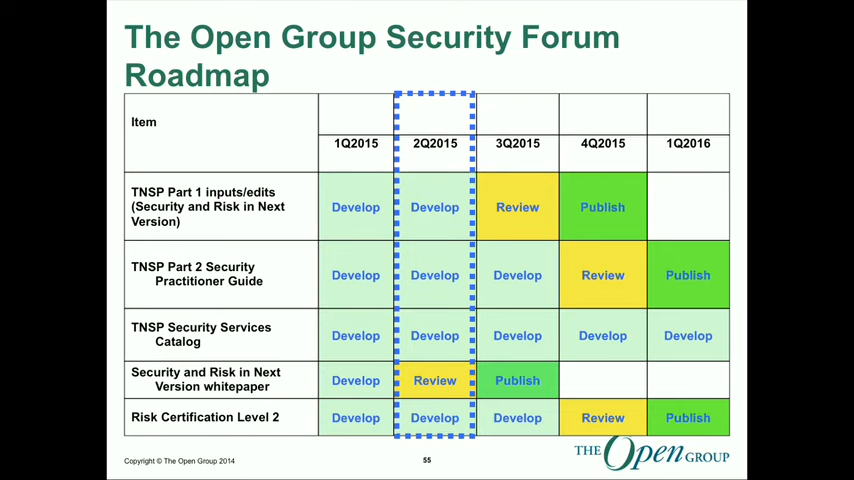 The Open Group Security Forum
Roadmap
Item
1Q2015 2Q2015 3Q2015 4Q2015 1Q2016
TNSP Part 1 inputs/edits
(Security and Risk in Next
Version)
Develop Develop Review Publish
TNSP Part 2 Security
Practitioner Guide
Develop Develop Develop Review Publish
TNSP Security Services
Catalog
Develop Develop Develop Develop Develop
Security and Risk in Next
Version whitepaper
Develop Review Publish
Risk Certification Level 2
Develop Develop Develop Review Publish
Copyright © The Open Group 2014
55
THE Open GROUP